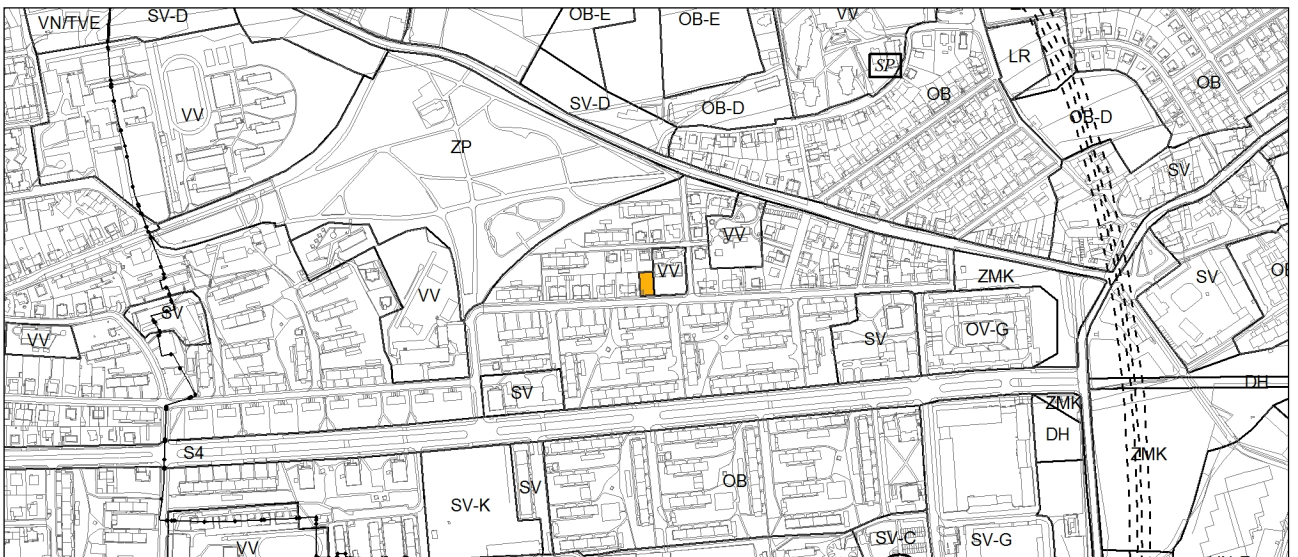 VN/TVE SV-D OB-E OB-E VV
SP LR
VV OB OB
SV-D OB-D OB-D
ZP
SV
VV
VV SV
ZMK
VV
SV
OV-G
VV SV
SV
DH
ZMK
DH
S4 ZMK
OB
SV-K SV
SV-C SV-G
VV